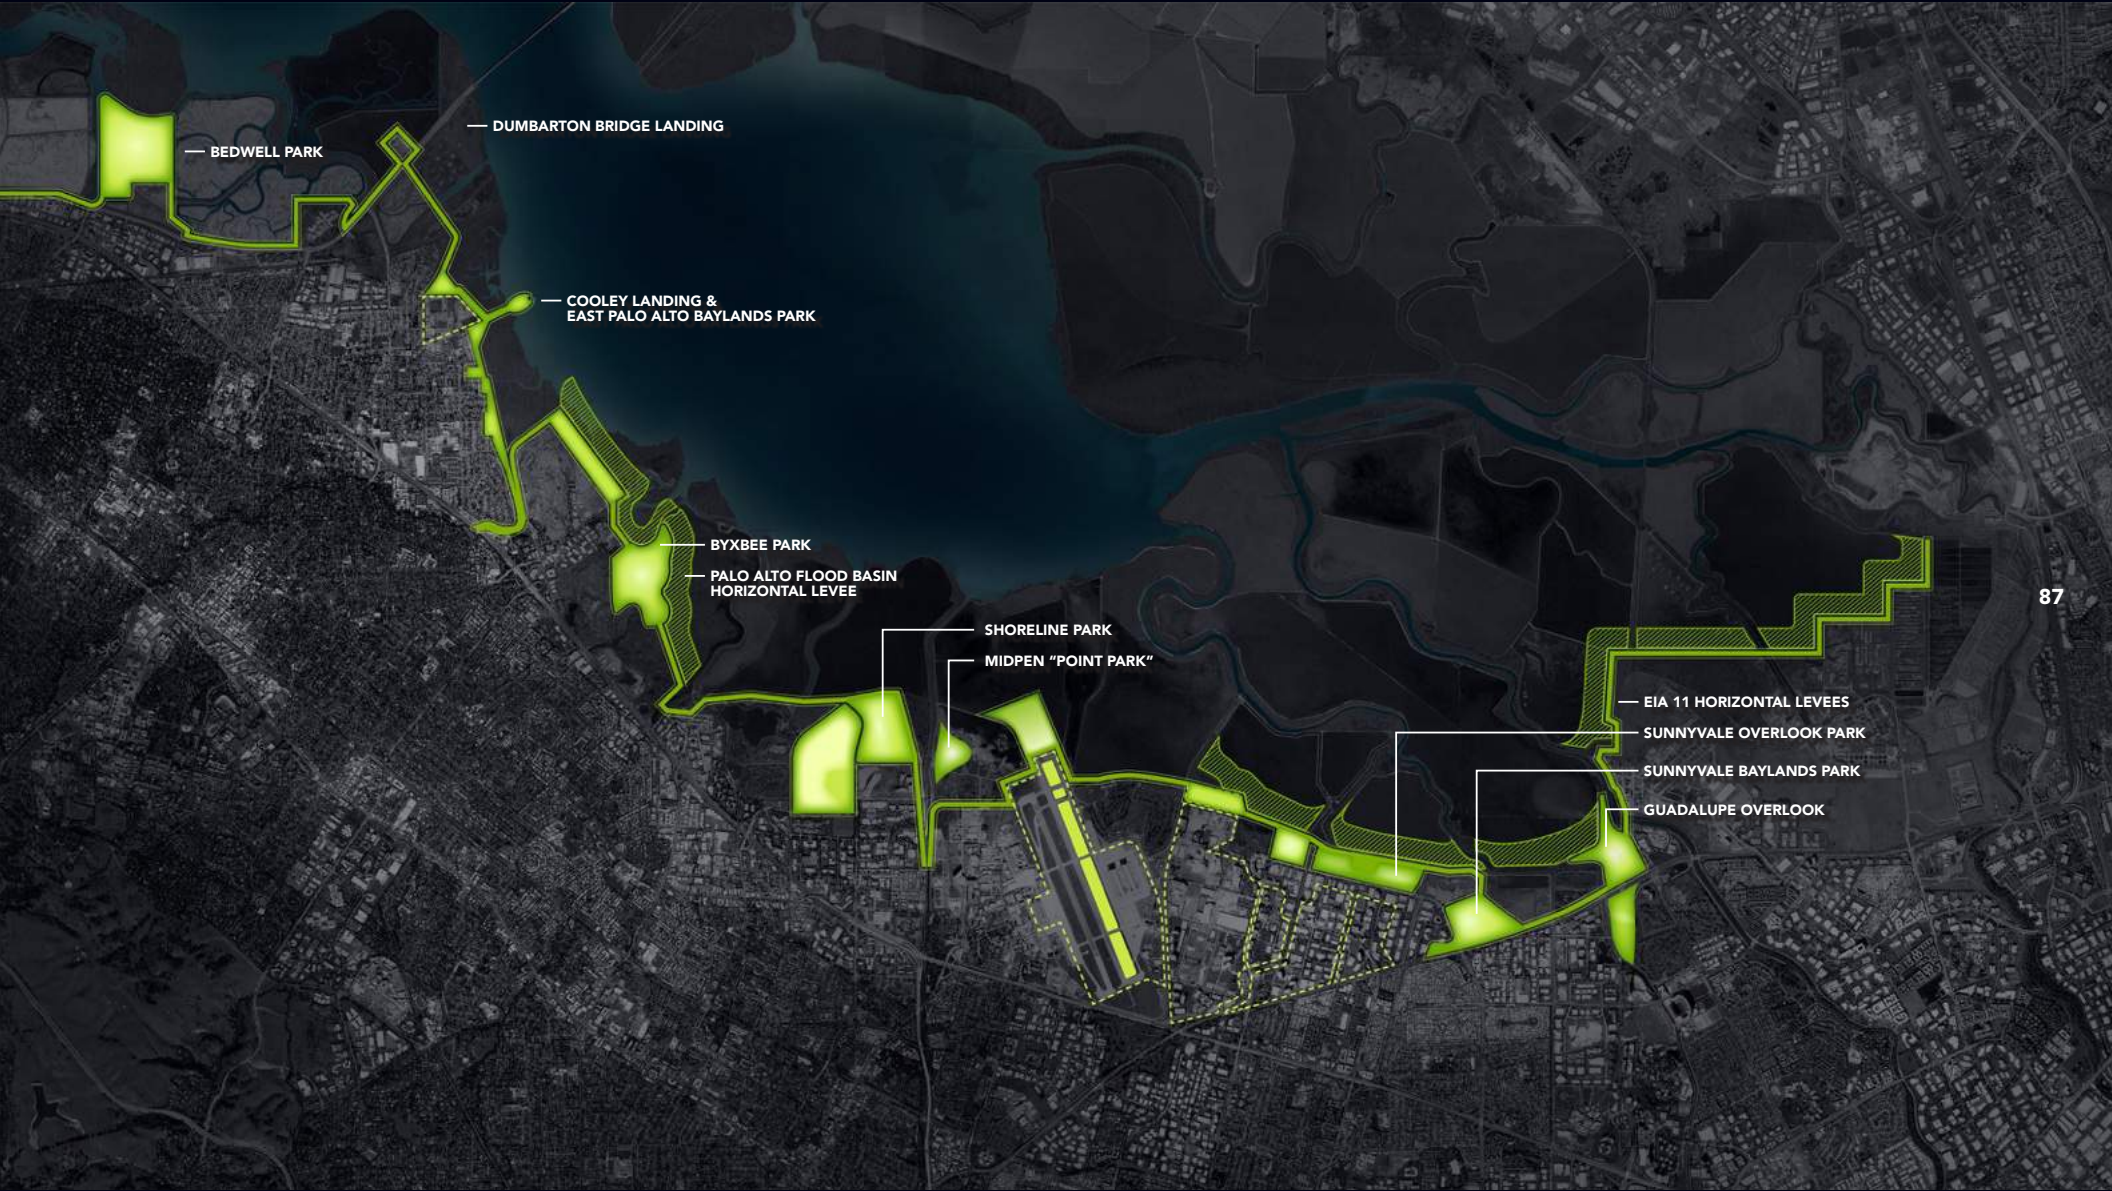 DUMBARTON BRIDGE LANDING
BEDWELL PARK
COOLEY LANDING &
EAST PALO ALTO BAYLANDS PARK
BYXBEE PARK
PALO ALTO FLOOD BASIN
HORIZONTAL LEVEE
87
SHORELINE PARK
MIDPEN “POINT PARK”
EIA 11 HORIZONTAL LEVEES
SUNNYVALE OVERLOOK PARK
SUNNYVALE BAYLANDS PARK
GUADALUPE OVERLOOK